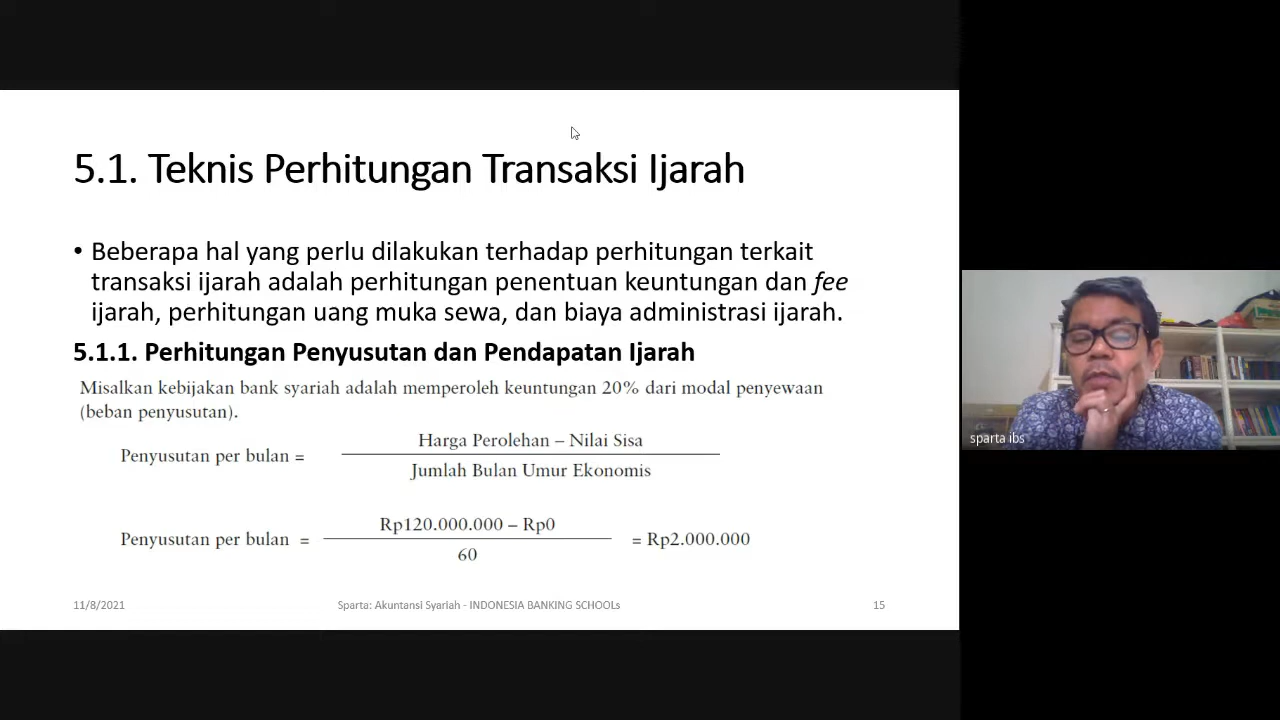 5.1. Teknis Perhitungan Transaksi Ijarah
• Beberapa hal yang perlu dilakukan terhadap perhitungan terkait
transaksi ijarah adalah perhitungan penentuan keuntungan dan fee
ijarah, perhitungan uang muka sewa, dan biaya administrasi ijarah.
5.1.1. Perhitungan Penyusutan dan Pendapatan Ijarah
Misalkan kebijakan bank syariah adalah memperoleh keuntungan 20% dari modal penyewaan
(beban penyusutan).
Harga Perolehan – Nilai Sisa
Penyusutan per bulan =
Jumlah Bulan Umur Ekonomis
Rp120.000.000 – Rp0
Penyusutan per bulan = = Rp2.000.000
60
11/8/2021 Sparta: Akuntansi Syariah - INDONESIA BANKING SCHOOLs 15
sparta ibs